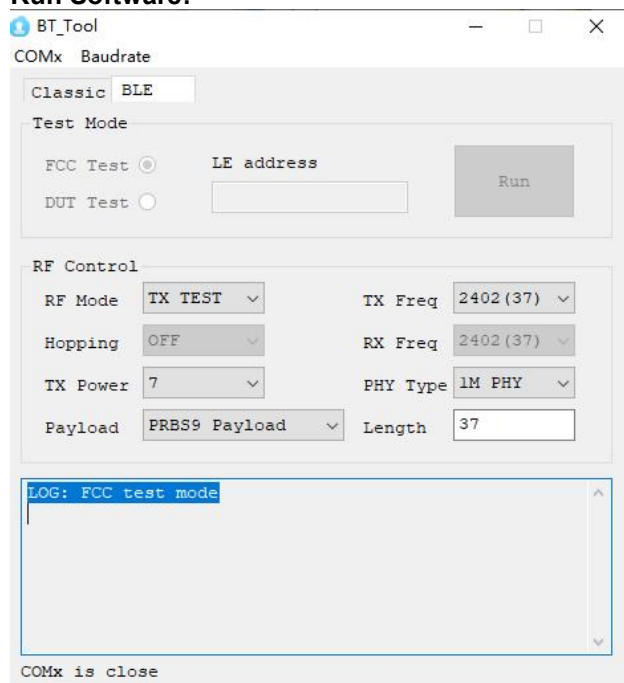 Run Software:
BT_Tool
COMx Baudrate
Classic BLE
Test Mode
FCC Test LE address
Run
DUT Test
RF Control
RF Mode TX TEST TX Freq 2402(37)
Hopping OFF RX Freq 2402(37)
TX Power 7 PHY Type 1M PHY
Payload PRBS9 Payload Length 37
LOG: FCC test mode
COMx is close